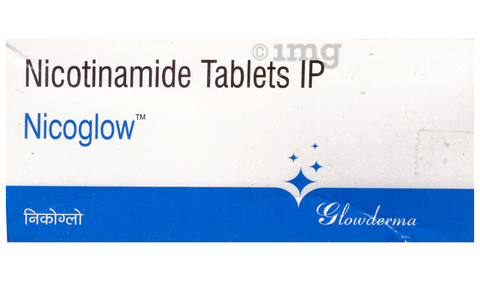 ©1mg
Nicotinamide Tablets IP
Nicoglow™
निकोग्लो
Glowderma